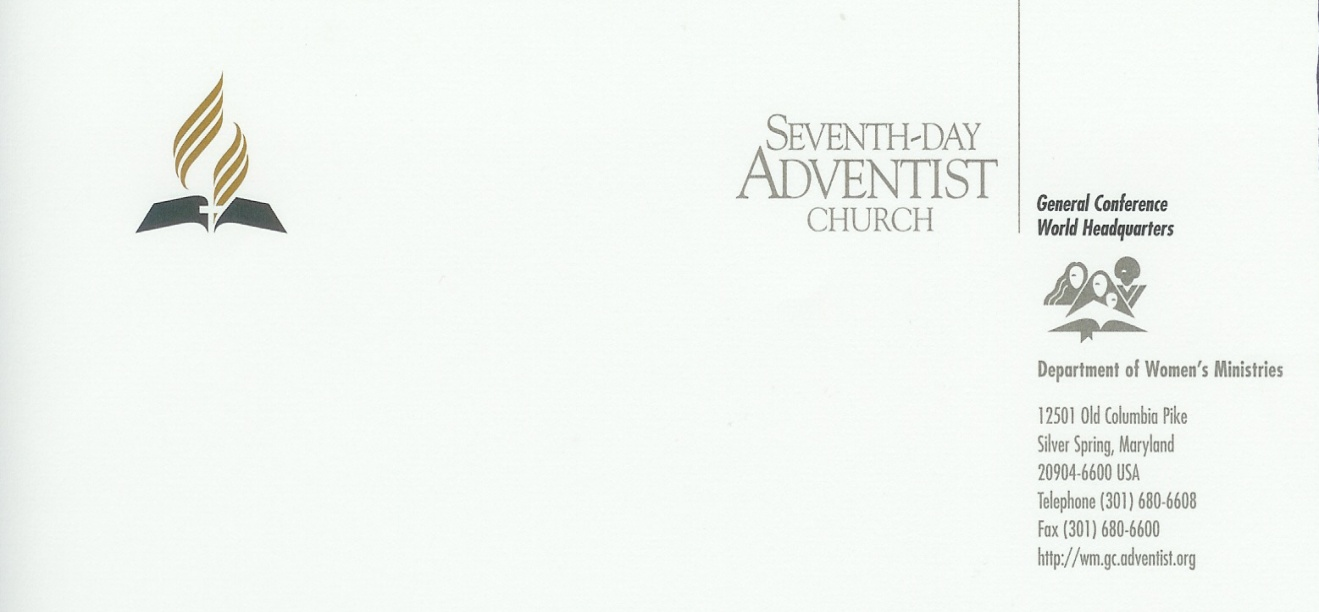 SEVENTH-DAY
ADVENTIST
CHURCH
General Conference
World Headquarters
Department of Women's Ministries
12501 Old Columbia Pike
Silver Spring, Maryland
20904-6600 USA
Telephone (301) 680-6608
Fax (301) 680-6600
http://wm.gc.adventist.org